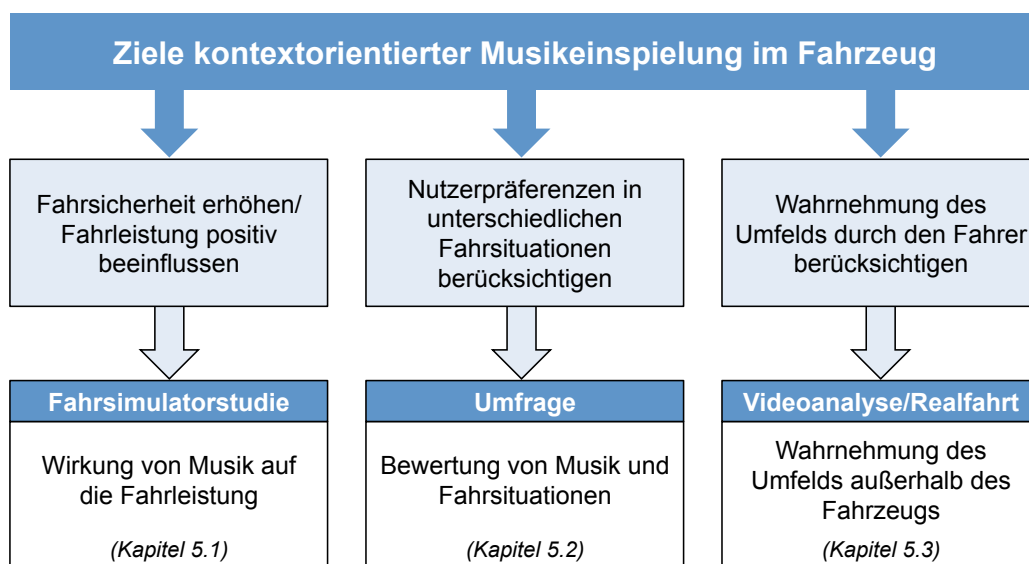 Ziele kontextorientierter Musikeinspielung im Fahrzeug
Fahrsicherheit erhöhen/
Fahrleistung positiv
beeinflussen
Nutzerpräferenzen in
unterschiedlichen
Fahrsituationen
berücksichtigen
Wahrnehmung des
Umfelds durch den Fahrer
berücksichtigen
Fahrsimulatorstudie
Wirkung von Musik auf
die Fahrleistung
(Kapitel 5.1)
Umfrage
Bewertung von Musik und
Fahrsituationen
(Kapitel 5.2)
Videoanalyse/Realfahrt
Wahrnehmung des
Umfelds außerhalb des
Fahrzeugs
(Kapitel 5.3)